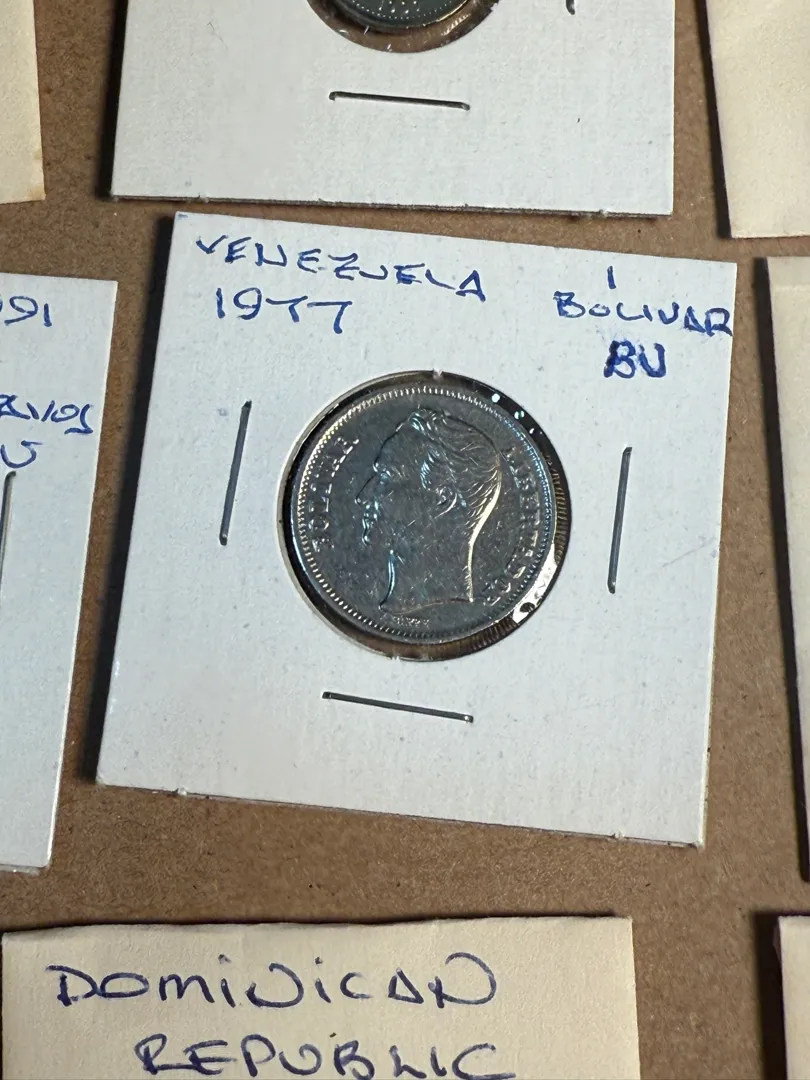 VENEZUELA
1977
1
BOLIVAR
BU
BOLIVAR LIBERTADOR
DOMINICAN
REPUBLIC